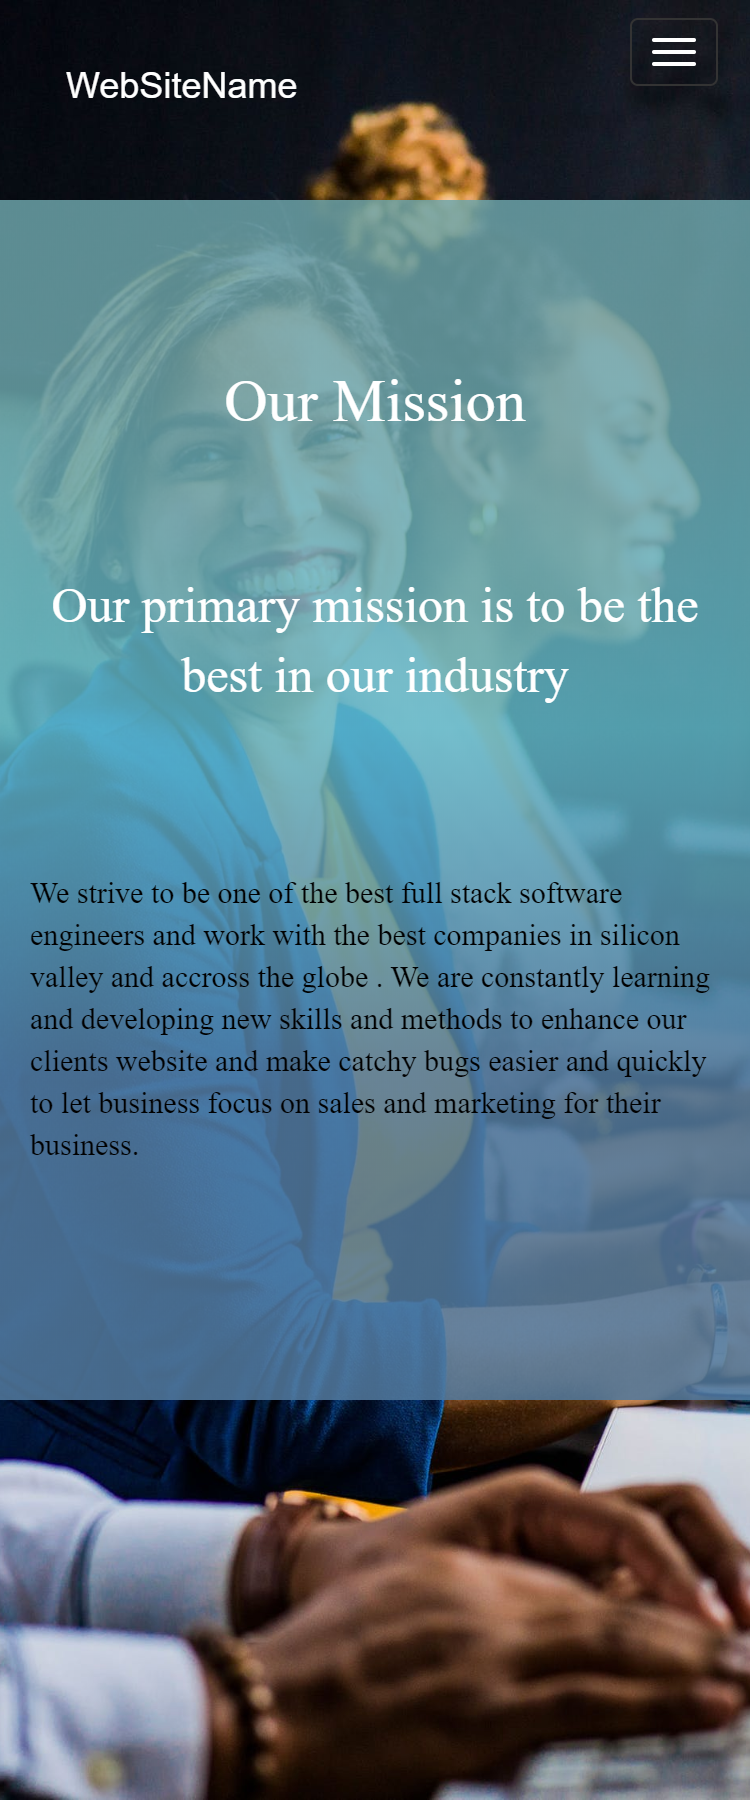 WebSiteName
Our Mission
Our primary mission is to be the
best in our industry
We strive to be one of the best full stack software
engineers and work with the best companies in silicon
valley and accross the globe . We are constantly learning
and developing new skills and methods to enhance our
clients website and make catchy bugs easier and quickly
to let business focus on sales and marketing for their
business.